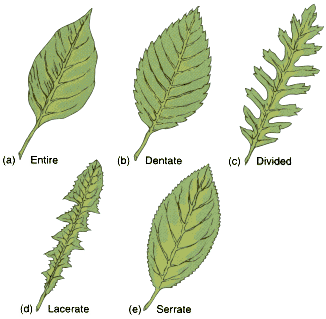 (a) Entire
(b) Dentate
(c) Divided
(d) Lacerate
(e) Serrate